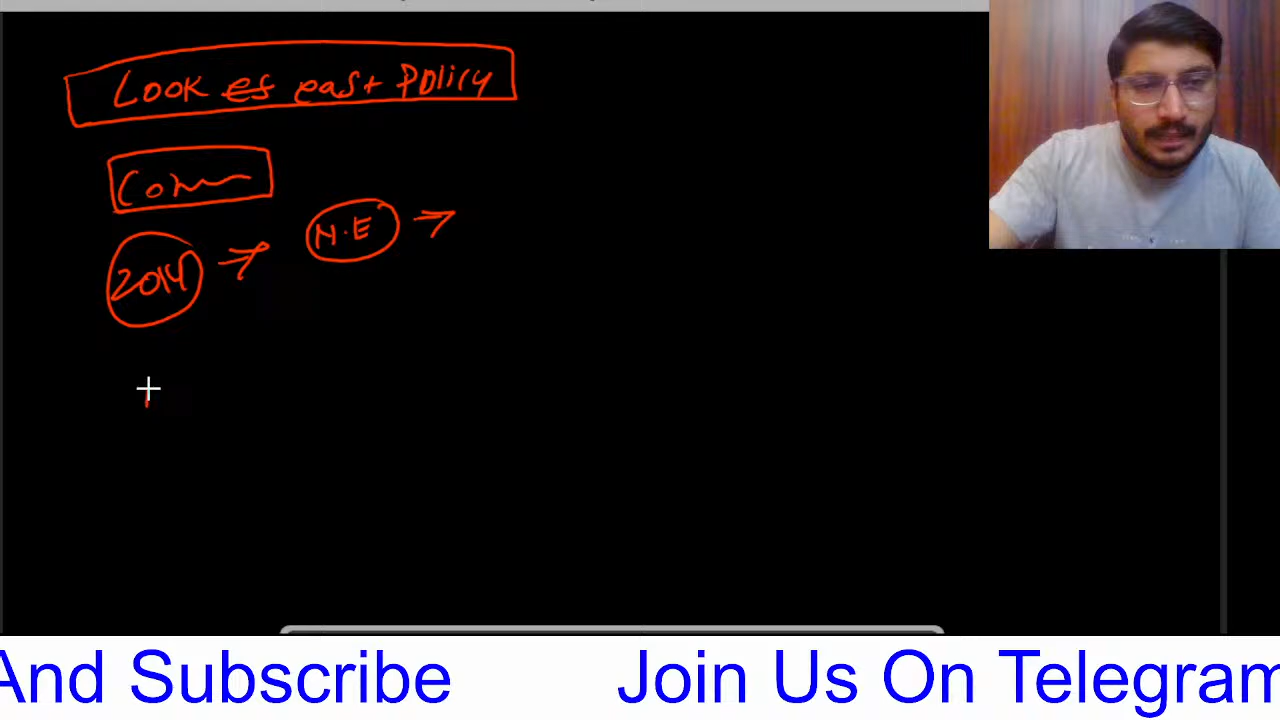 Look es east Policy
N.E →
2014 →
And Subscribe Join Us On Telegram